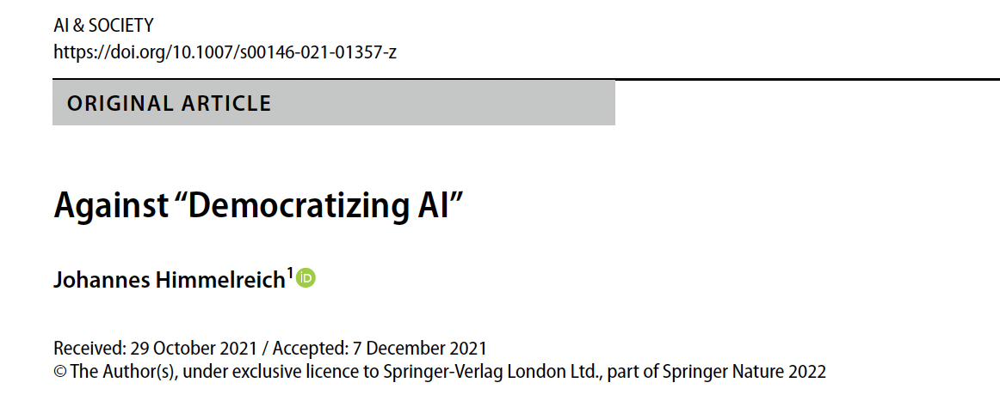 AI & SOCIETY
https://doi.org/10.1007/s00146-021-01357-z
ORIGINAL ARTICLE
Against “Democratizing AI”
Johannes Himmelreich1 iD
Received: 29 October 2021 / Accepted: 7 December 2021
© The Author(s), under exclusive licence to Springer-Verlag London Ltd., part of Springer Nature 2022